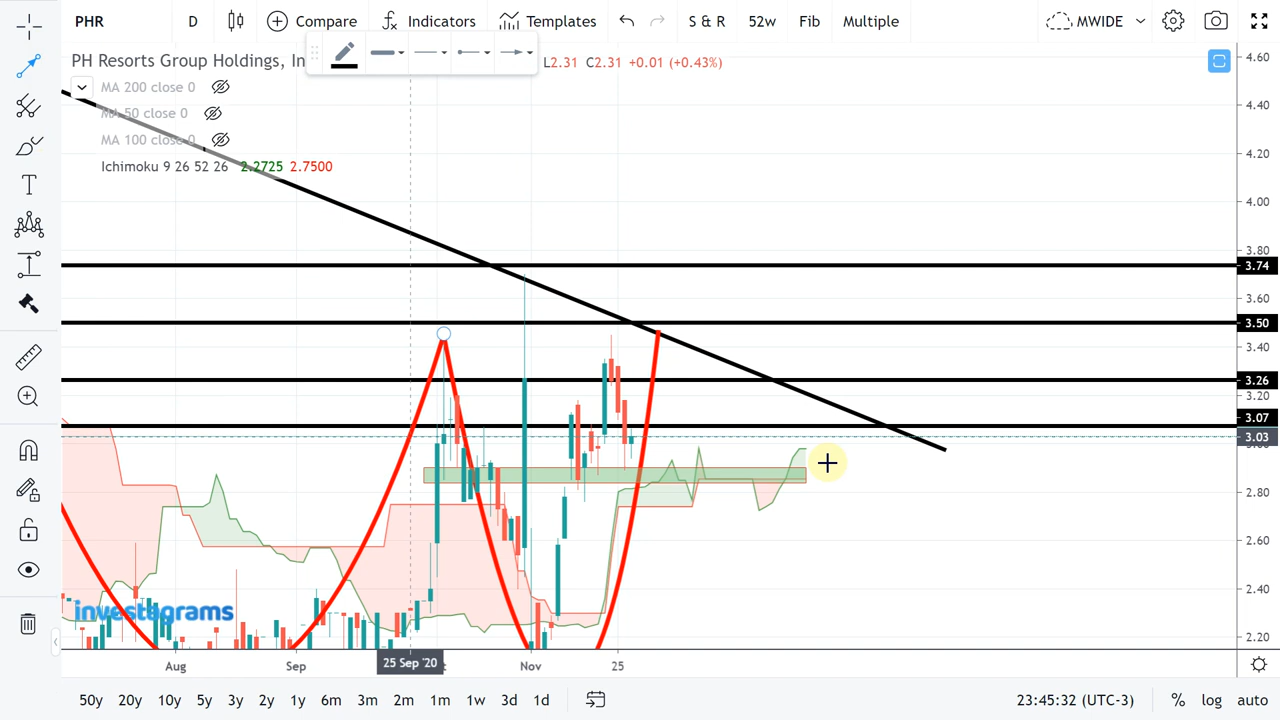 PHR D Compare Indicators Templates S & R 52w Fib Multiple MWIDE
PH Resorts Group Holdings, In L2.31 C2.31 +0.01 (+0.43%)
MA 200 close 0
MA 50 close 0
MA 100 close 0
Ichimoku 9 26 52 26 2.2725 2.7500
4.60
4.40
4.20
4.00
3.80
3.74
3.60
3.50
3.40
3.26
3.20
3.07
3.03
2.80
2.60
2.40
2.20
investagrams
Aug Sep 25 Sep '20 Nov 25
50y 20y 10y 5y 3y 2y 1y 6m 3m 2m 1m 1w 3d 1d 23:45:32 (UTC-3) % log auto